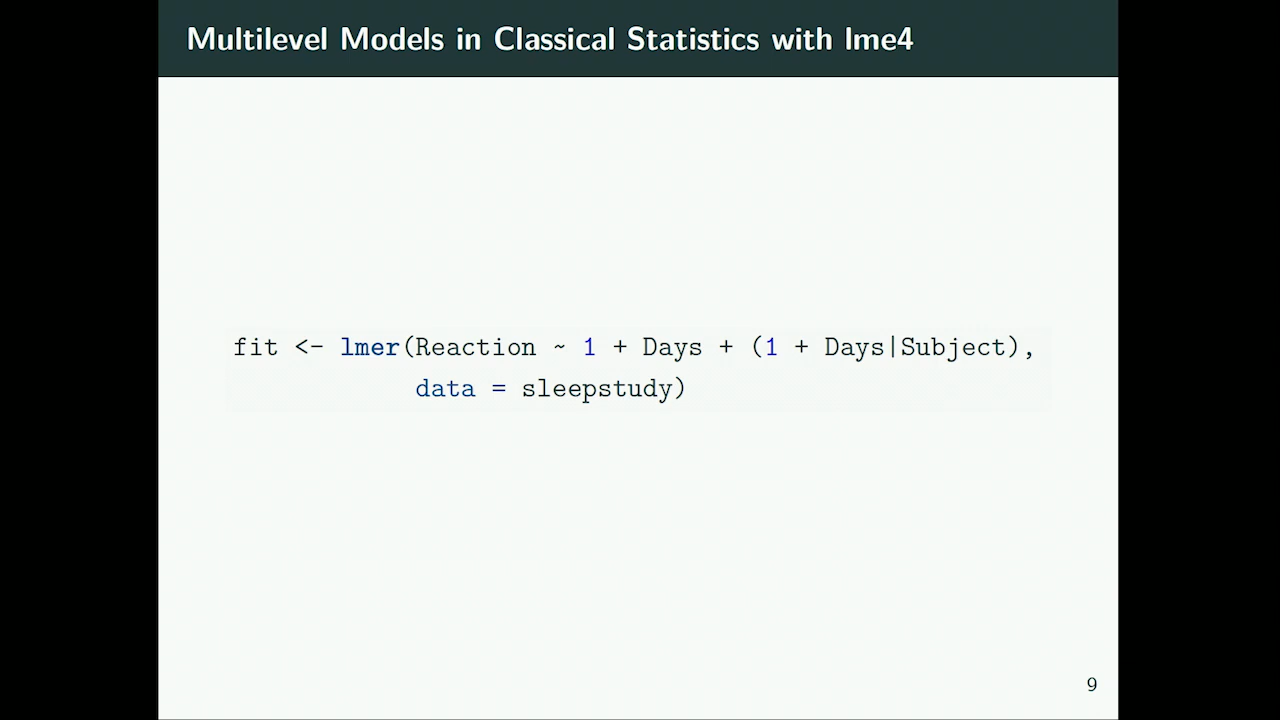 Multilevel Models in Classical Statistics with lme4
fit <- lmer(Reaction ~ 1 + Days + (1 + Days|Subject),
data = sleepstudy)
9